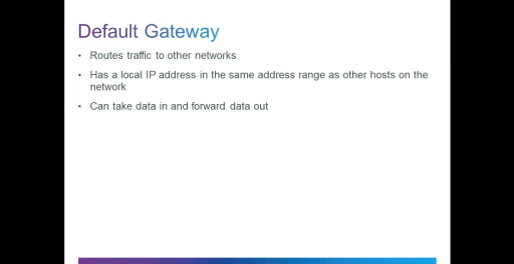 Default Gateway
• Routes traffic to other networks
• Has a local IP address in the same address range as other hosts on the
network
• Can take data in and forward data out